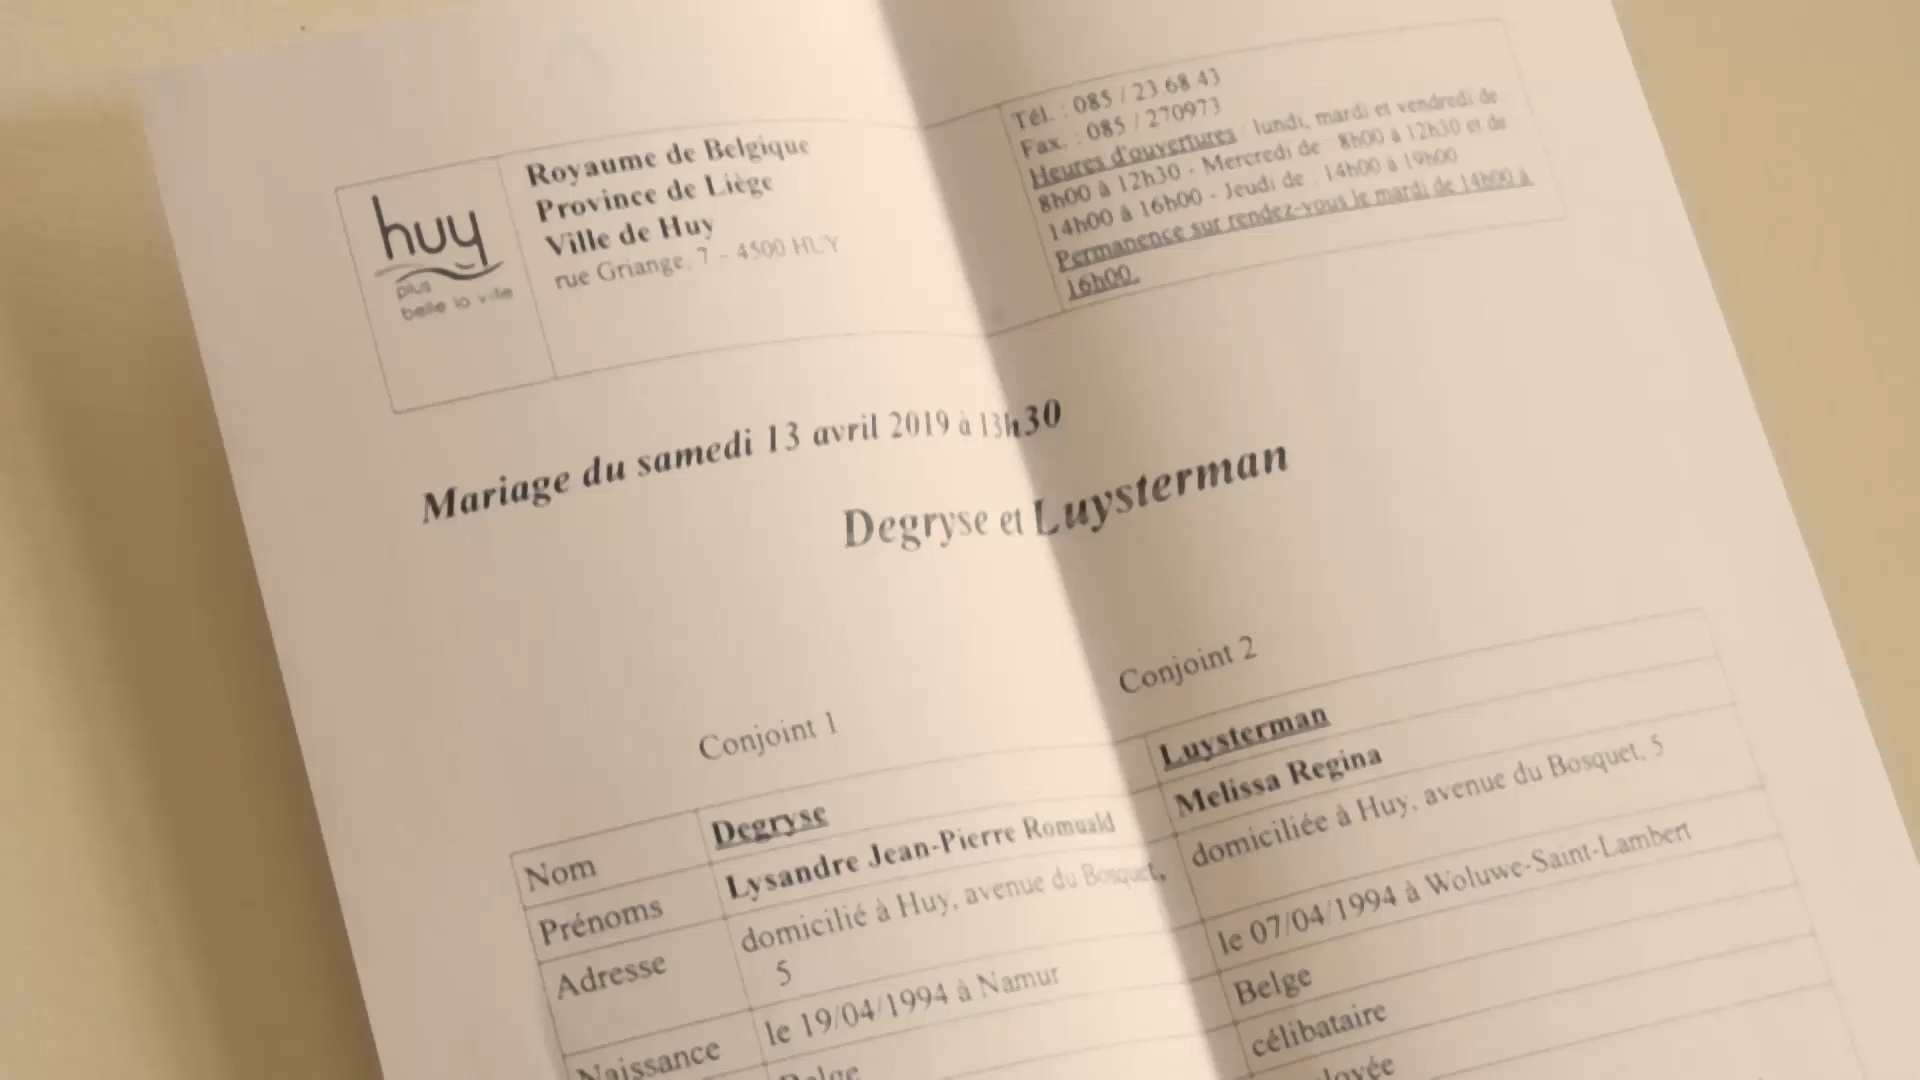 huy
plus
belle la ville
Royaume de Belgique
Province de Liège
Ville de Huy
rue Griange, 7 - 4500 HUY
Tél. : 085 / 23 68 43
Fax. : 085 / 270973
Heures d'ouvertures : lundi, mardi et vendredi de
8h00 à 12h30 - Mercredi de : 8h00 à 12h30 et de
14h00 à 16h00 - Jeudi de : 14h00 à 19h00
Permanence sur rendez-vous le mardi de 14h00 à
16h00.
Mariage du samedi 13 avril 2019 à 13h30
Degryse et Luysterman
Conjoint 1
Conjoint 2
Nom
Degryse
Luysterman
Prénoms
Lysandre Jean-Pierre Romuald
Melissa Regina
Adresse
domicilié à Huy, avenue du Bosquet,
5
domiciliée à Huy, avenue du Bosquet, 5
Naissance
le 19/04/1994 à Namur
le 07/04/1994 à Woluwe-Saint-Lambert
Belge
Belge
célibataire